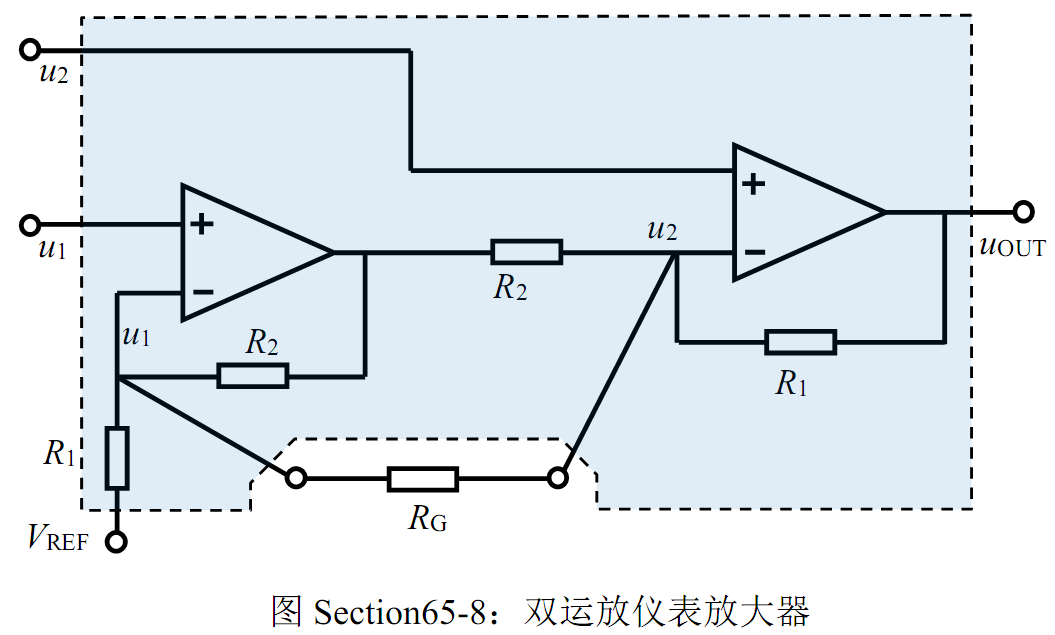 u2
+
u2
+
u1
uOUT
R2
u1
R2
R1
R1
RG
VREF
图 Section65-8：双运放仪表放大器